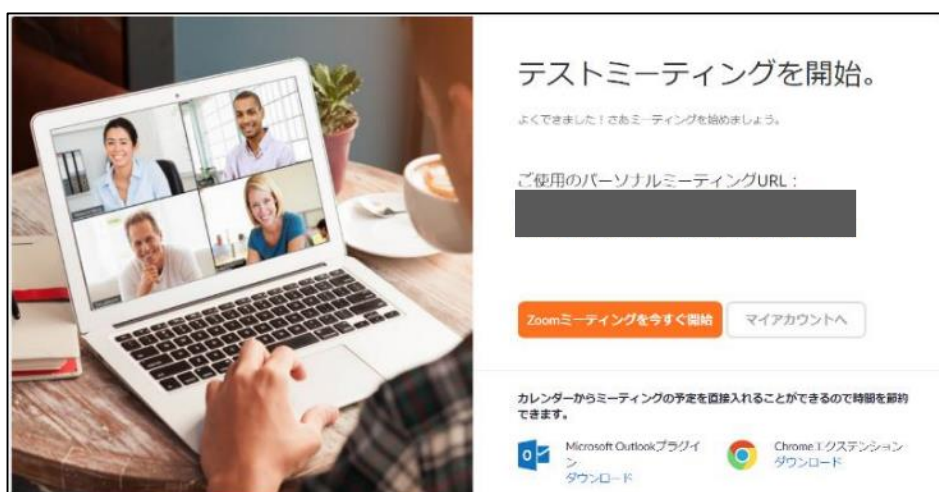 テストミーティングを開始。
よくできました！さあミーティングを始めましょう。
ご使用のパーソナルミーティングURL：
Zoomミーティングを今すぐ開始
マイアカウントへ
カレンダーからミーティングの予定を直接入れることができるので時間を節約
できます。
Microsoft Outlookプラグイ
ン
ダウンロード
Chromeエクステンション
ダウンロード